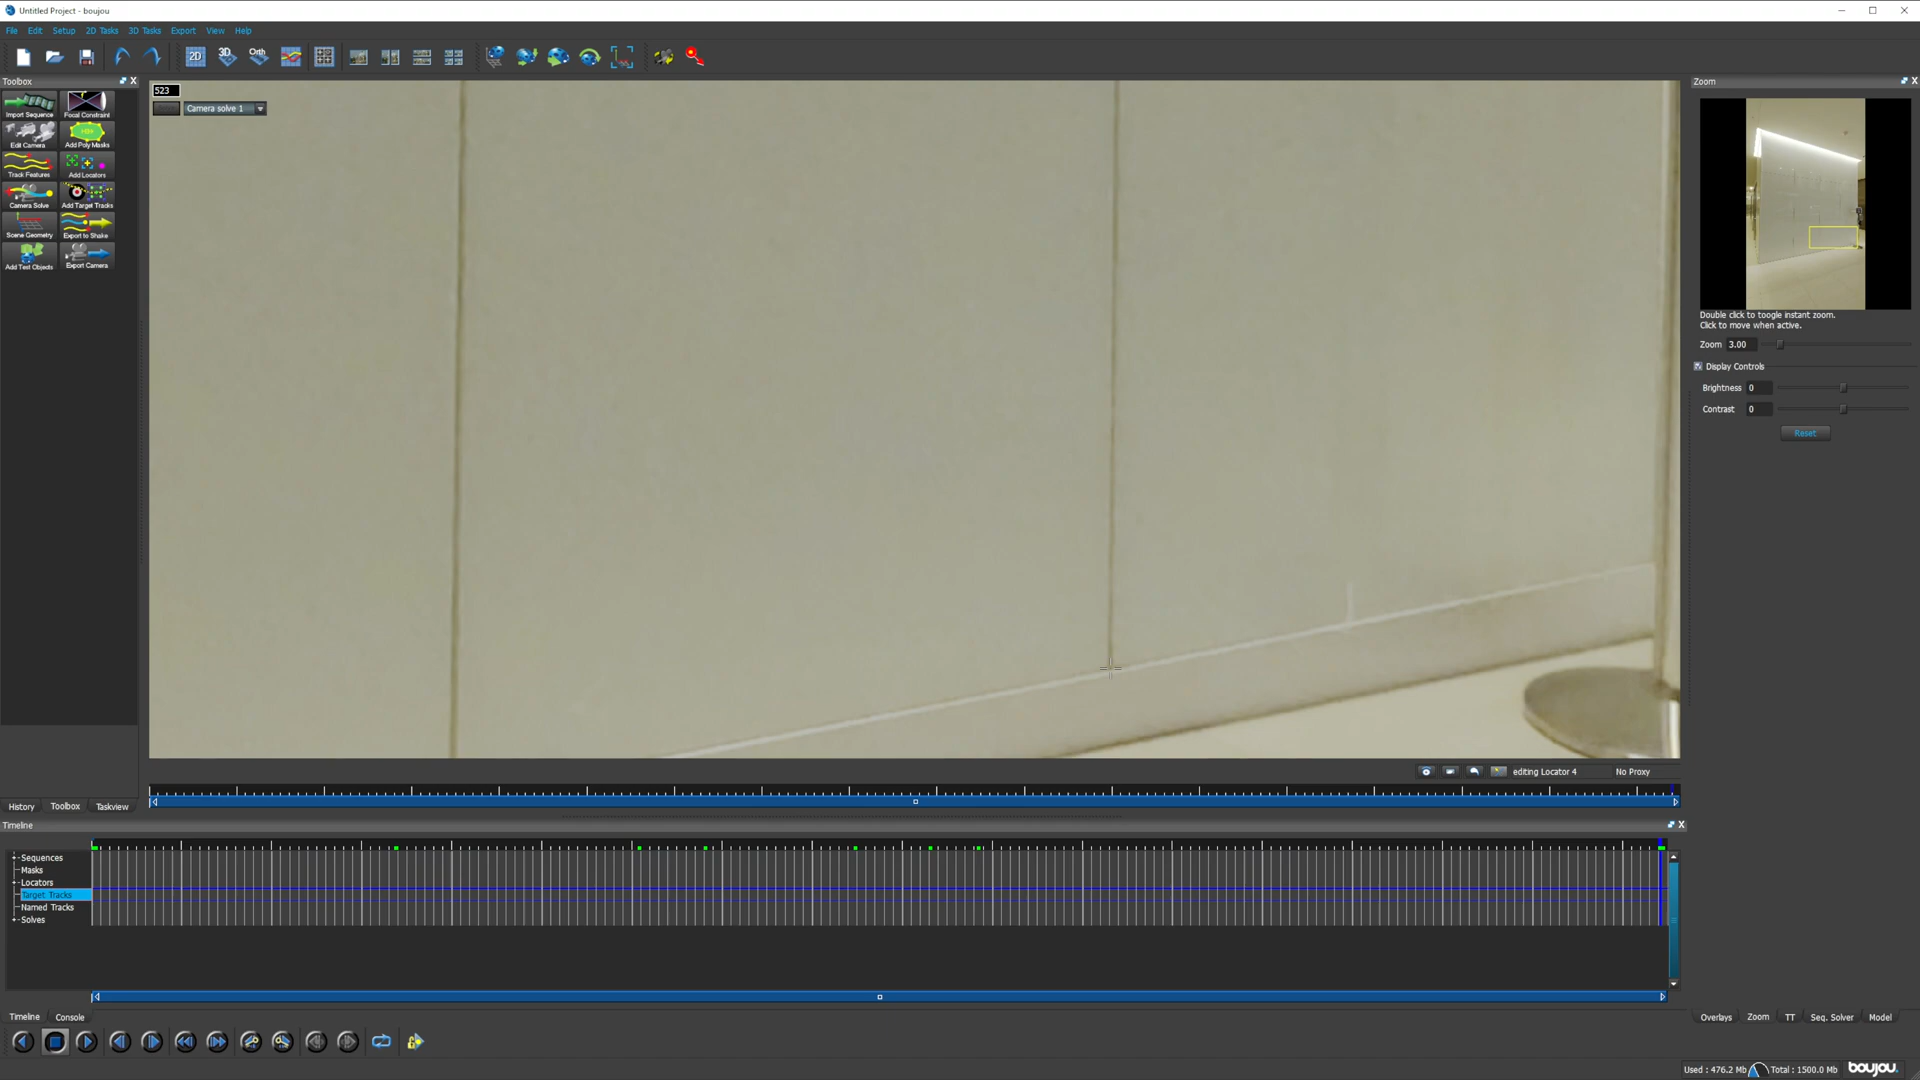 Untitled Project - boujou
File Edit Setup 2D Tasks 3D Tasks Export View Help
2D 3D Orth
Toolbox
Import Sequence Focal Constraint
Edit Camera Add Poly Masks
Track Features Add Locators
Camera Solve Add Target Tracks
Scene Geometry Export to Shake
Add Test Objects Export Camera
523
Camera solve 1
Zoom
Double click to toogle instant zoom.
Click to move when active.
Zoom 3.00
Display Controls
Brightness 0
Contrast 0
Reset
editing Locator 4 No Proxy
History Toolbox Taskview
Timeline
Sequences
Masks
Locators
Target Tracks
Named Tracks
Solves
Timeline Console
Overlays Zoom TT Seq. Solver Model
Used : 476.2 Mb Total : 1500.0 Mb boujou